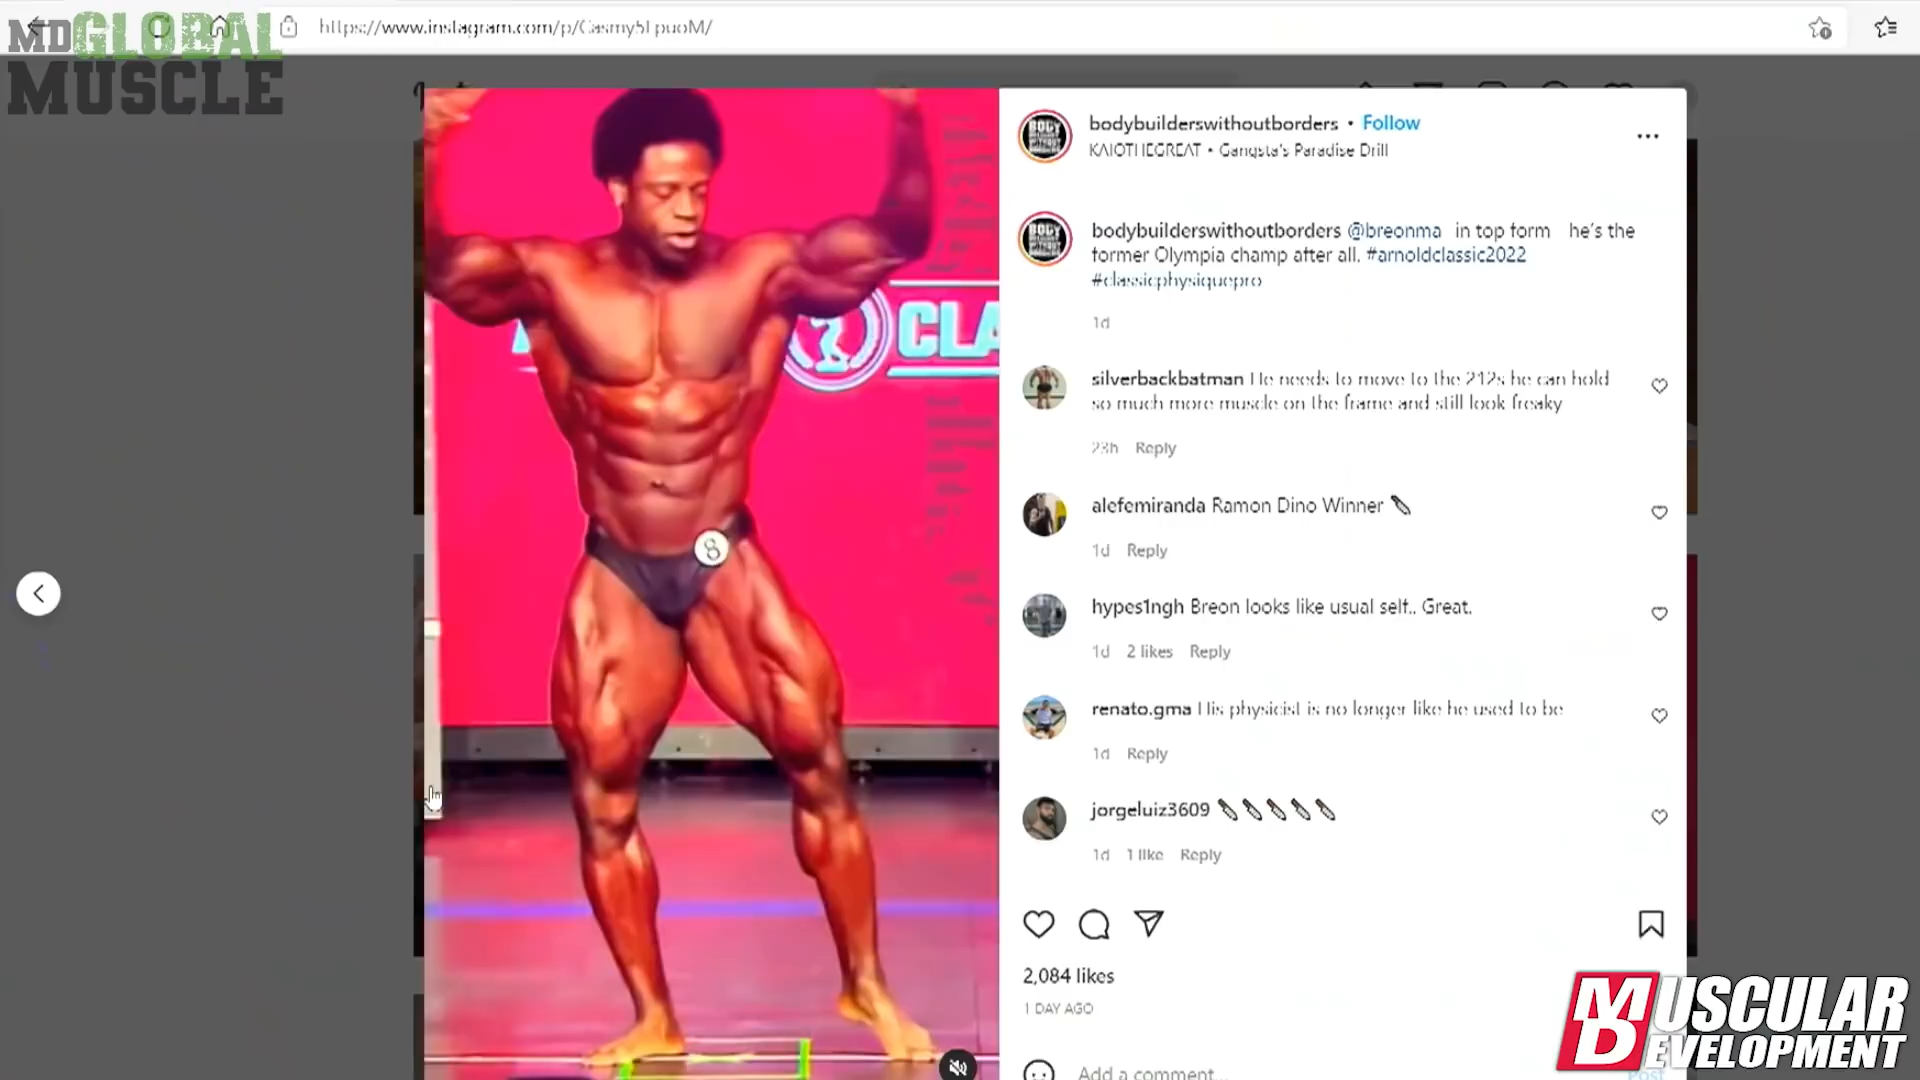 https://www.instagram.com/p/Casmy5LpuoM/
MD GLOBAL
MUSCLE
bodybuilderswithoutborders • Follow
KAIOTHEGREAT • Gangsta's Paradise Drill
bodybuilderswithoutborders @breonma in top form he's the
former Olympia champ after all. #arnoldclassic2022
#classicphysiquepro
1d
silverbackbatman He needs to move to the 212s he can hold
so much more muscle on the frame and still look freaky
23h Reply
alefemiranda Ramon Dino Winner
1d Reply
hypes1ngh Breon looks like usual self.. Great.
1d 2 likes Reply
renato.gma His physicist is no longer like he used to be
1d Reply
jorgeluiz3609
1d 1 like Reply
2,084 likes
1 DAY AGO
Add a comment...
Post
CLA
8
MUSCULAR
DEVELOPMENT